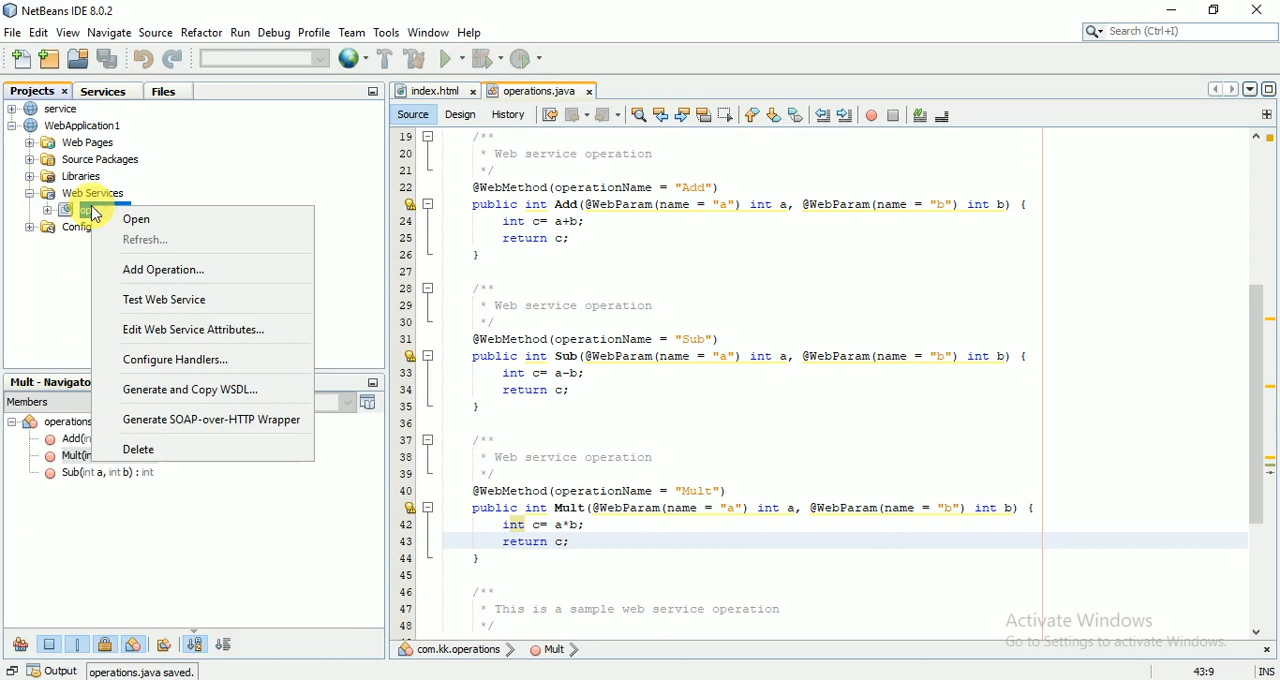 NetBeans IDE 8.0.2
File Edit View Navigate Source Refactor Run Debug Profile Team Tools Window Help
Search (Ctrl+I)
Projects Services Files
service
WebApplication1
Web Pages
Source Packages
Libraries
Web Services
Config
Open
Refresh...
Add Operation...
Test Web Service
Edit Web Service Attributes...
Configure Handlers...
Generate and Copy WSDL...
Generate SOAP-over-HTTP Wrapper
Delete
Mult - Navigato
Members
operations
Add(in
Mult(in
Sub(int a, int b) : int
index.html operations.java
Source Design History
19 /**
20 * Web service operation
21 */
22 @WebMethod(operationName = "Add")
public int Add(@WebParam(name = "a") int a, @WebParam(name = "b") int b) {
24 int c= a+b;
25 return c;
26 }
27
28 /**
29 * Web service operation
30 */
31 @WebMethod(operationName = "Sub")
public int Sub(@WebParam(name = "a") int a, @WebParam(name = "b") int b) {
33 int c= a-b;
34 return c;
35 }
36
37 /**
38 * Web service operation
39 */
40 @WebMethod(operationName = "Mult")
public int Mult(@WebParam(name = "a") int a, @WebParam(name = "b") int b) {
42 int c= a*b;
43 return c;
44 }
45
46 /**
47 * This is a sample web service operation
48 */
Activate Windows
Go to Settings to activate Windows.
com.kk.operations Mult
Output operations.java saved.
43:9 INS